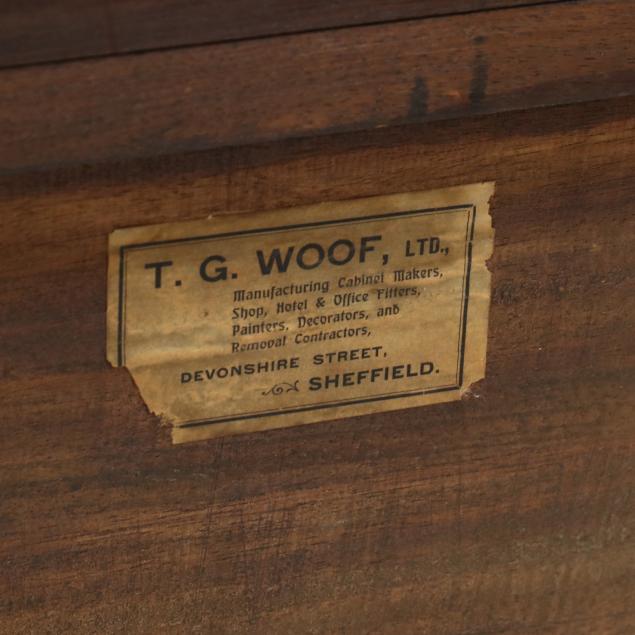 T. G. WOOF, LTD.,
Manufacturing Cabinet Makers,
Shop, Hotel & Office Fitters,
Painters, Decorators, and
Removal Contractors,
DEVONSHIRE STREET,
SHEFFIELD.